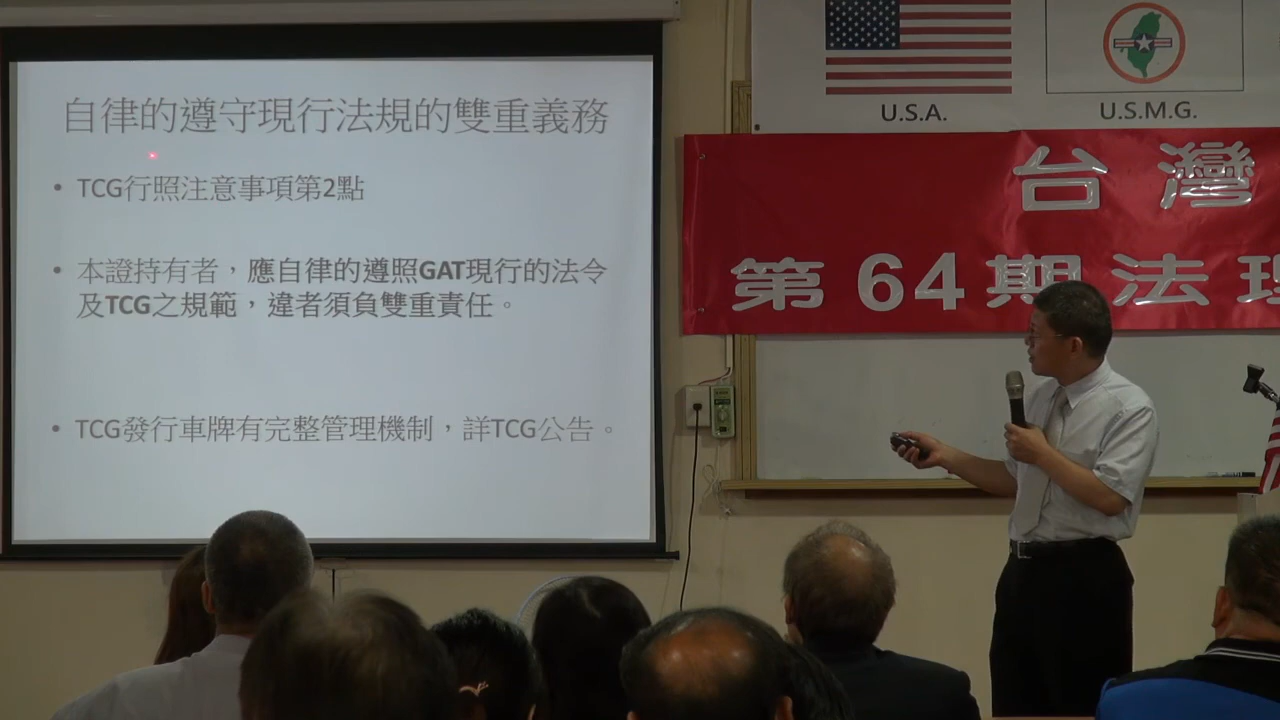 自律的遵守現行法規的雙重義務
• TCG行照注意事項第2點
• 本證持有者，應自律的遵照GAT現行的法令
及TCG之規範，違者須負雙重責任。
• TCG發行車牌有完整管理機制，詳TCG公告。
U.S.A.
U.S.M.G.
台灣
第64期法理